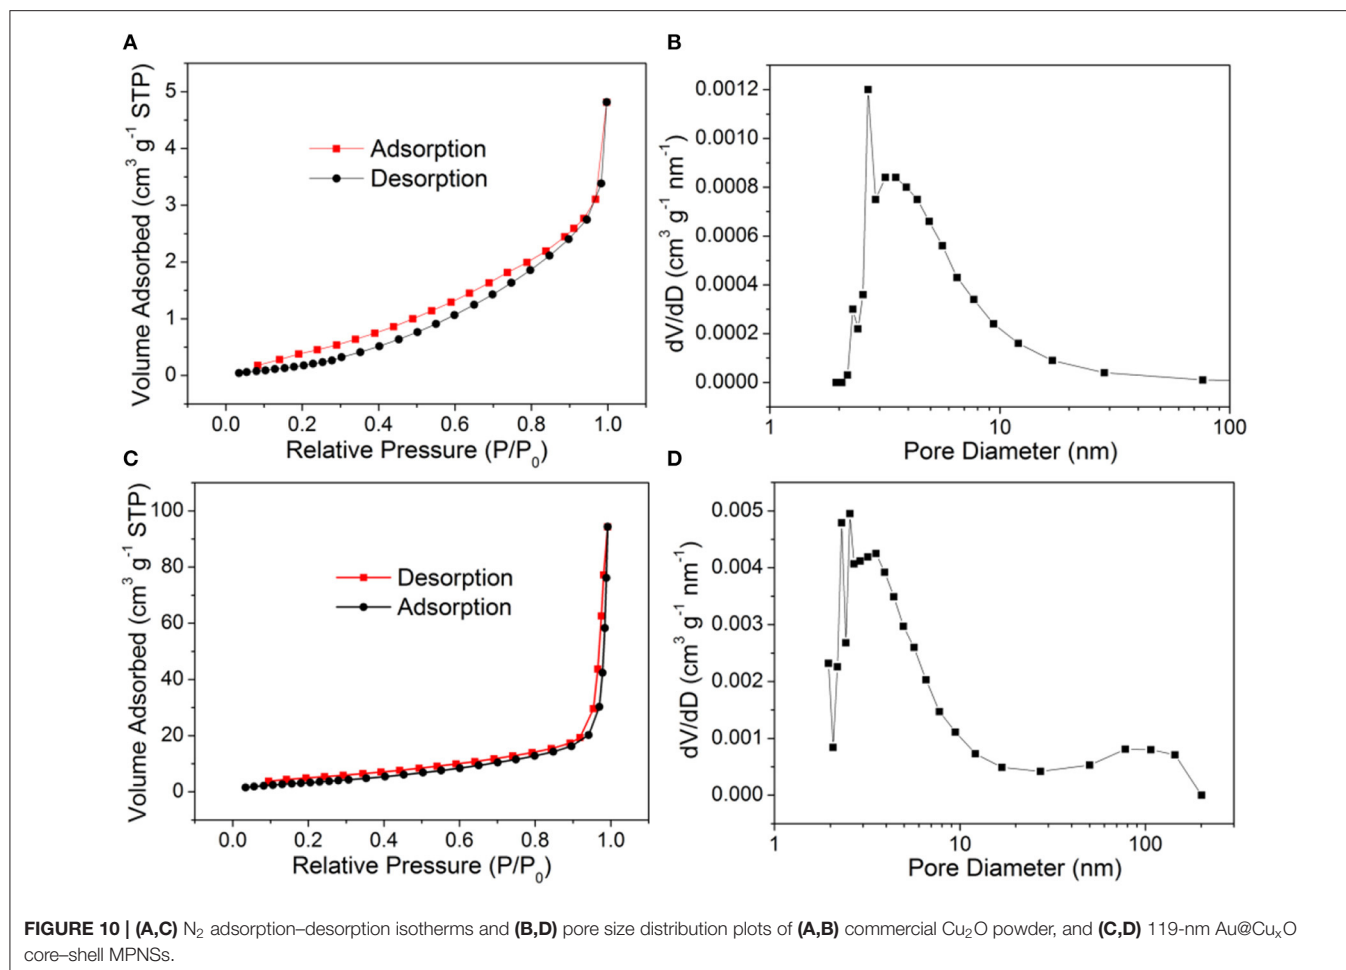 A
Volume Adsorbed (cm³ g⁻¹ STP)
5
4
3
2
1
0
Adsorption
Desorption
0.0 0.2 0.4 0.6 0.8 1.0
Relative Pressure (P/P₀)
B
dV/dD (cm³ g⁻¹ nm⁻¹)
0.0012
0.0010
0.0008
0.0006
0.0004
0.0002
0.0000
1 10 100
Pore Diameter (nm)
C
Volume Adsorbed (cm³ g⁻¹ STP)
100
80
60
40
20
0
Desorption
Adsorption
0.0 0.2 0.4 0.6 0.8 1.0
Relative Pressure (P/P₀)
D
dV/dD (cm³ g⁻¹ nm⁻¹)
0.005
0.004
0.003
0.002
0.001
0.000
1 10 100
Pore Diameter (nm)
FIGURE 10 | (A,C) N₂ adsorption–desorption isotherms and (B,D) pore size distribution plots of (A,B) commercial Cu₂O powder, and (C,D) 119-nm Au@CuₓO
core–shell MPNSs.